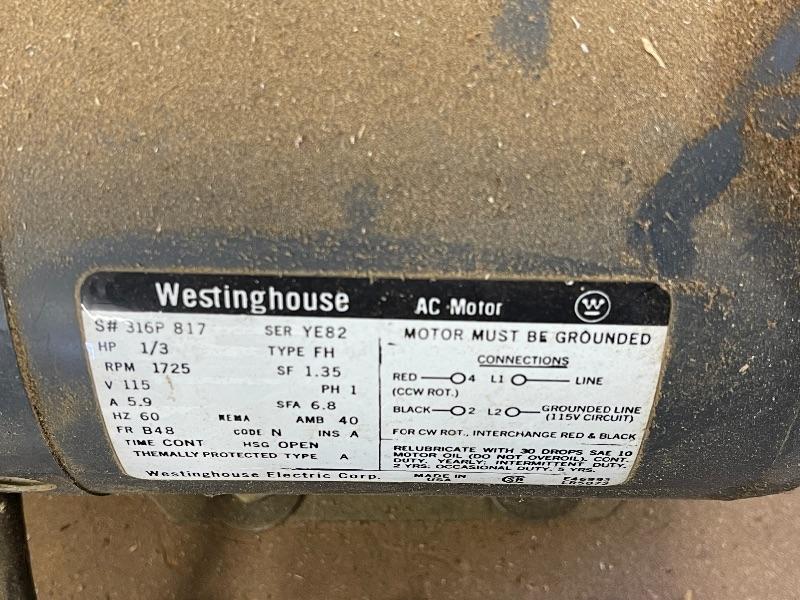 Westinghouse AC Motor W
S# 316P 817 SER YE82
HP 1/3 TYPE FH
RPM 1725 SF 1.35
V 115 PH 1
A 5.9 SFA 6.8
HZ 60 NEMA AMB 40
FR B48 CODE N INS A
TIME CONT HSG OPEN
THEMALLY PROTECTED TYPE A
MOTOR MUST BE GROUNDED
CONNECTIONS
RED 4 L1 LINE
(CCW ROT.)
BLACK 2 L2 GROUNDED LINE
(115V CIRCUIT)
FOR CW ROT., INTERCHANGE RED & BLACK
RELUBRICATE WITH 30 DROPS SAE 10
MOTOR OIL (DO NOT OVEROIL) CONT.
DUTY, YEARLY, INTERMITTENT DUTY,
2 YRS. OCCASIONAL DUTY, 5 YRS.
Westinghouse Electric Corp. MADE IN
USA